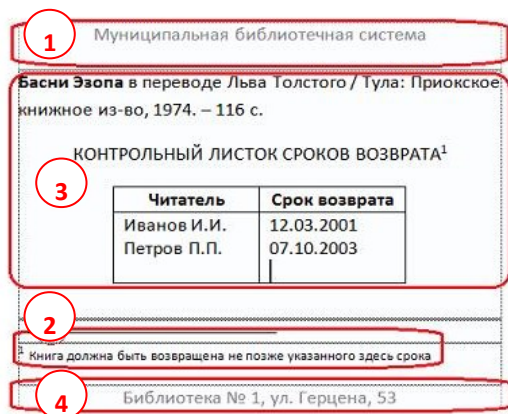 1
Муниципальная библиотечная система
Басни Эзопа в переводе Льва Толстого / Тула: Приокское
книжное из-во, 1974. – 116 с.
КОНТРОЛЬНЫЙ ЛИСТОК СРОКОВ ВОЗВРАТА¹
3
Читатель Срок возврата
Иванов И.И. 12.03.2001
Петров П.П. 07.10.2003
2
¹ Книга должна быть возвращена не позже указанного здесь срока
4
Библиотека № 1, ул. Герцена, 53